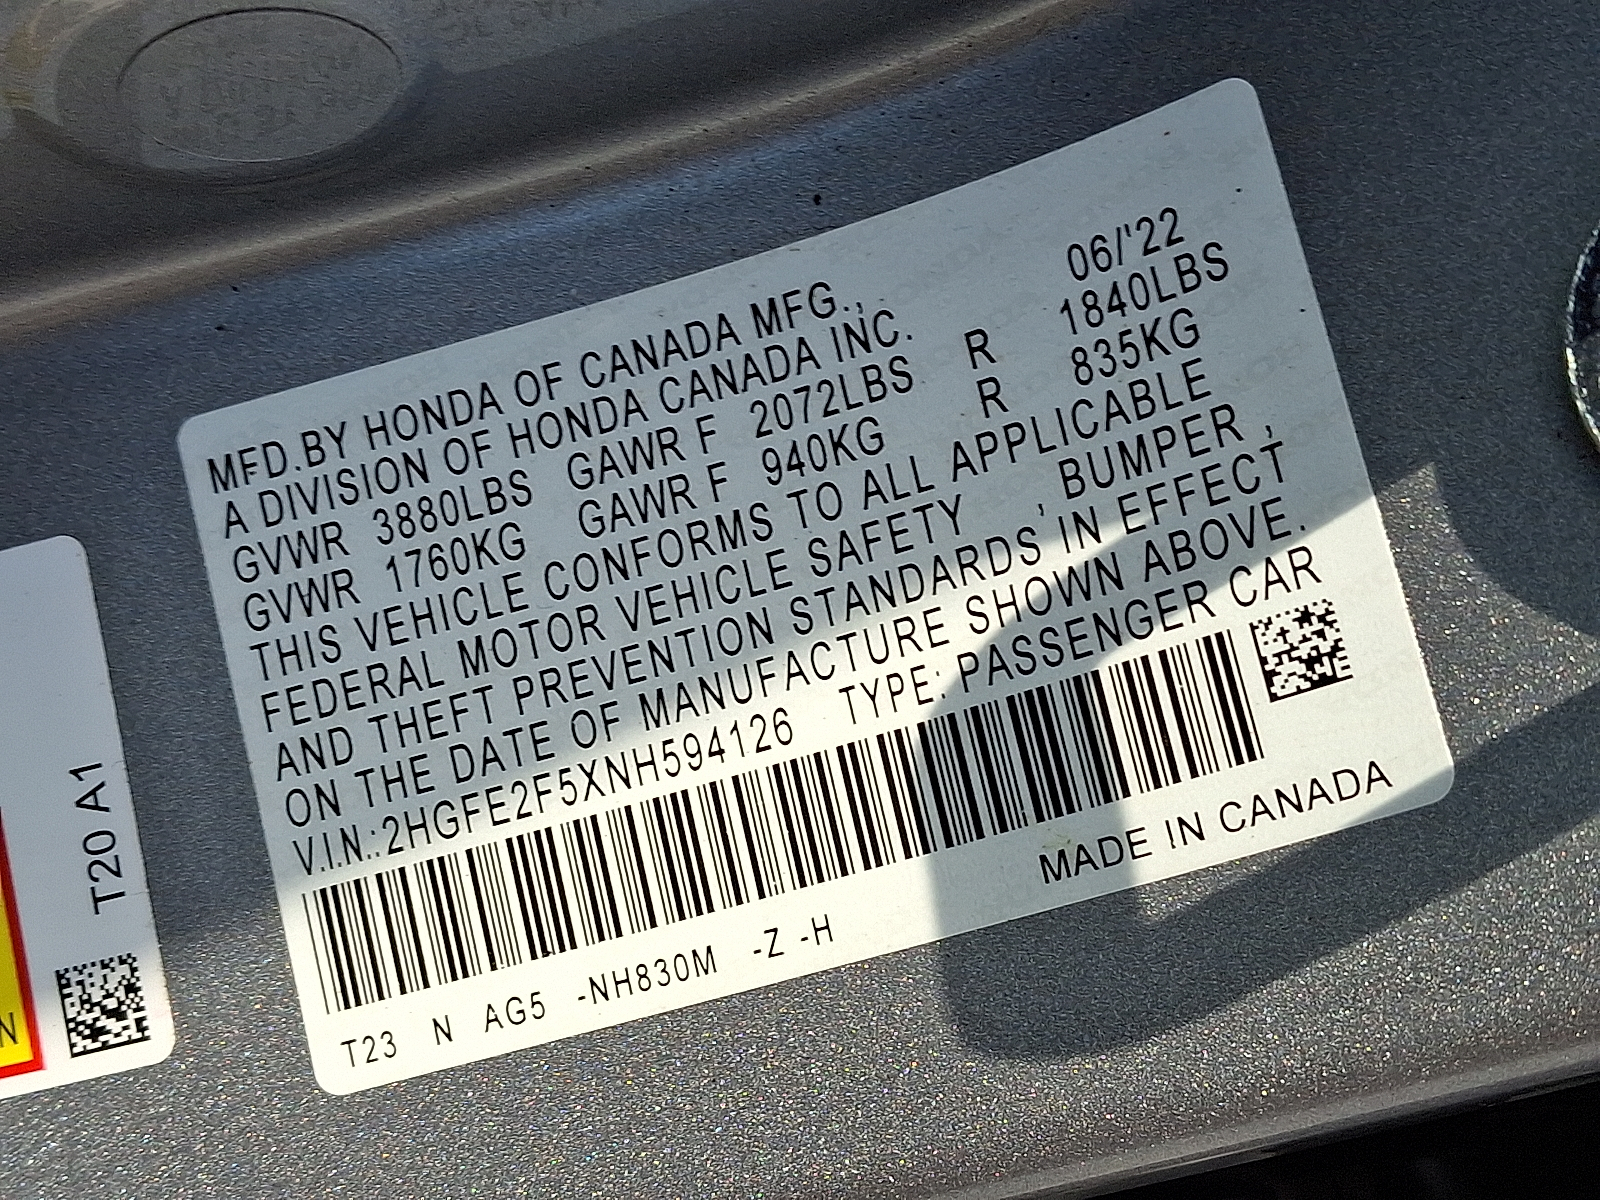 06/'22
MFD.BY HONDA OF CANADA MFG.,
A DIVISION OF HONDA CANADA INC.
GVWR 3880LBS GAWR F 2072LBS R 1840LBS
GVWR 1760KG GAWR F 940KG R 835KG
THIS VEHICLE CONFORMS TO ALL APPLICABLE
FEDERAL MOTOR VEHICLE SAFETY , BUMPER ,
AND THEFT PREVENTION STANDARDS IN EFFECT
ON THE DATE OF MANUFACTURE SHOWN ABOVE.
V.I.N.:2HGFE2F5XNH594126 TYPE: PASSENGER CAR
MADE IN CANADA
T23 N AG5 -NH830M -Z -H
T20 A1
N